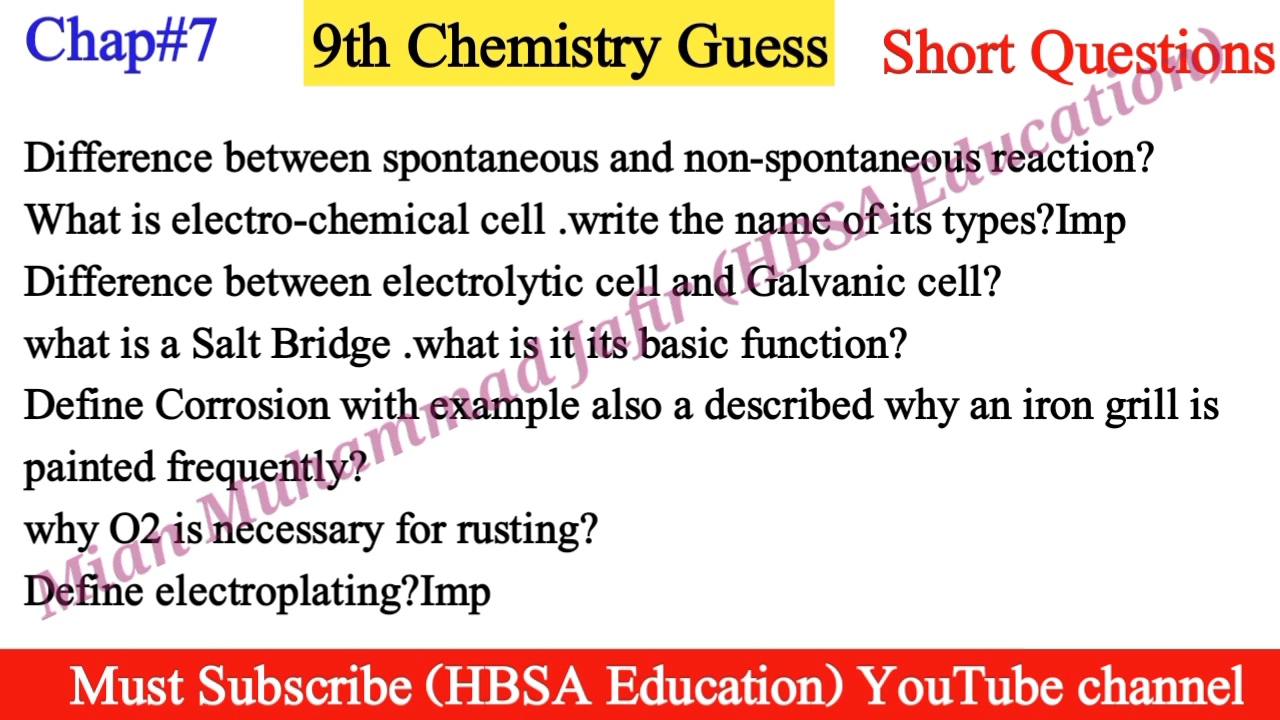 Chap#7 9th Chemistry Guess Short Questions
Difference between spontaneous and non-spontaneous reaction?
What is electro-chemical cell .write the name of its types?Imp
Difference between electrolytic cell and Galvanic cell?
what is a Salt Bridge .what is it its basic function?
Define Corrosion with example also a described why an iron grill is
painted frequently?
why O2 is necessary for rusting?
Define electroplating?Imp
Mian Muhammad Jafir (HBSA Education)
Must Subscribe (HBSA Education) YouTube channel